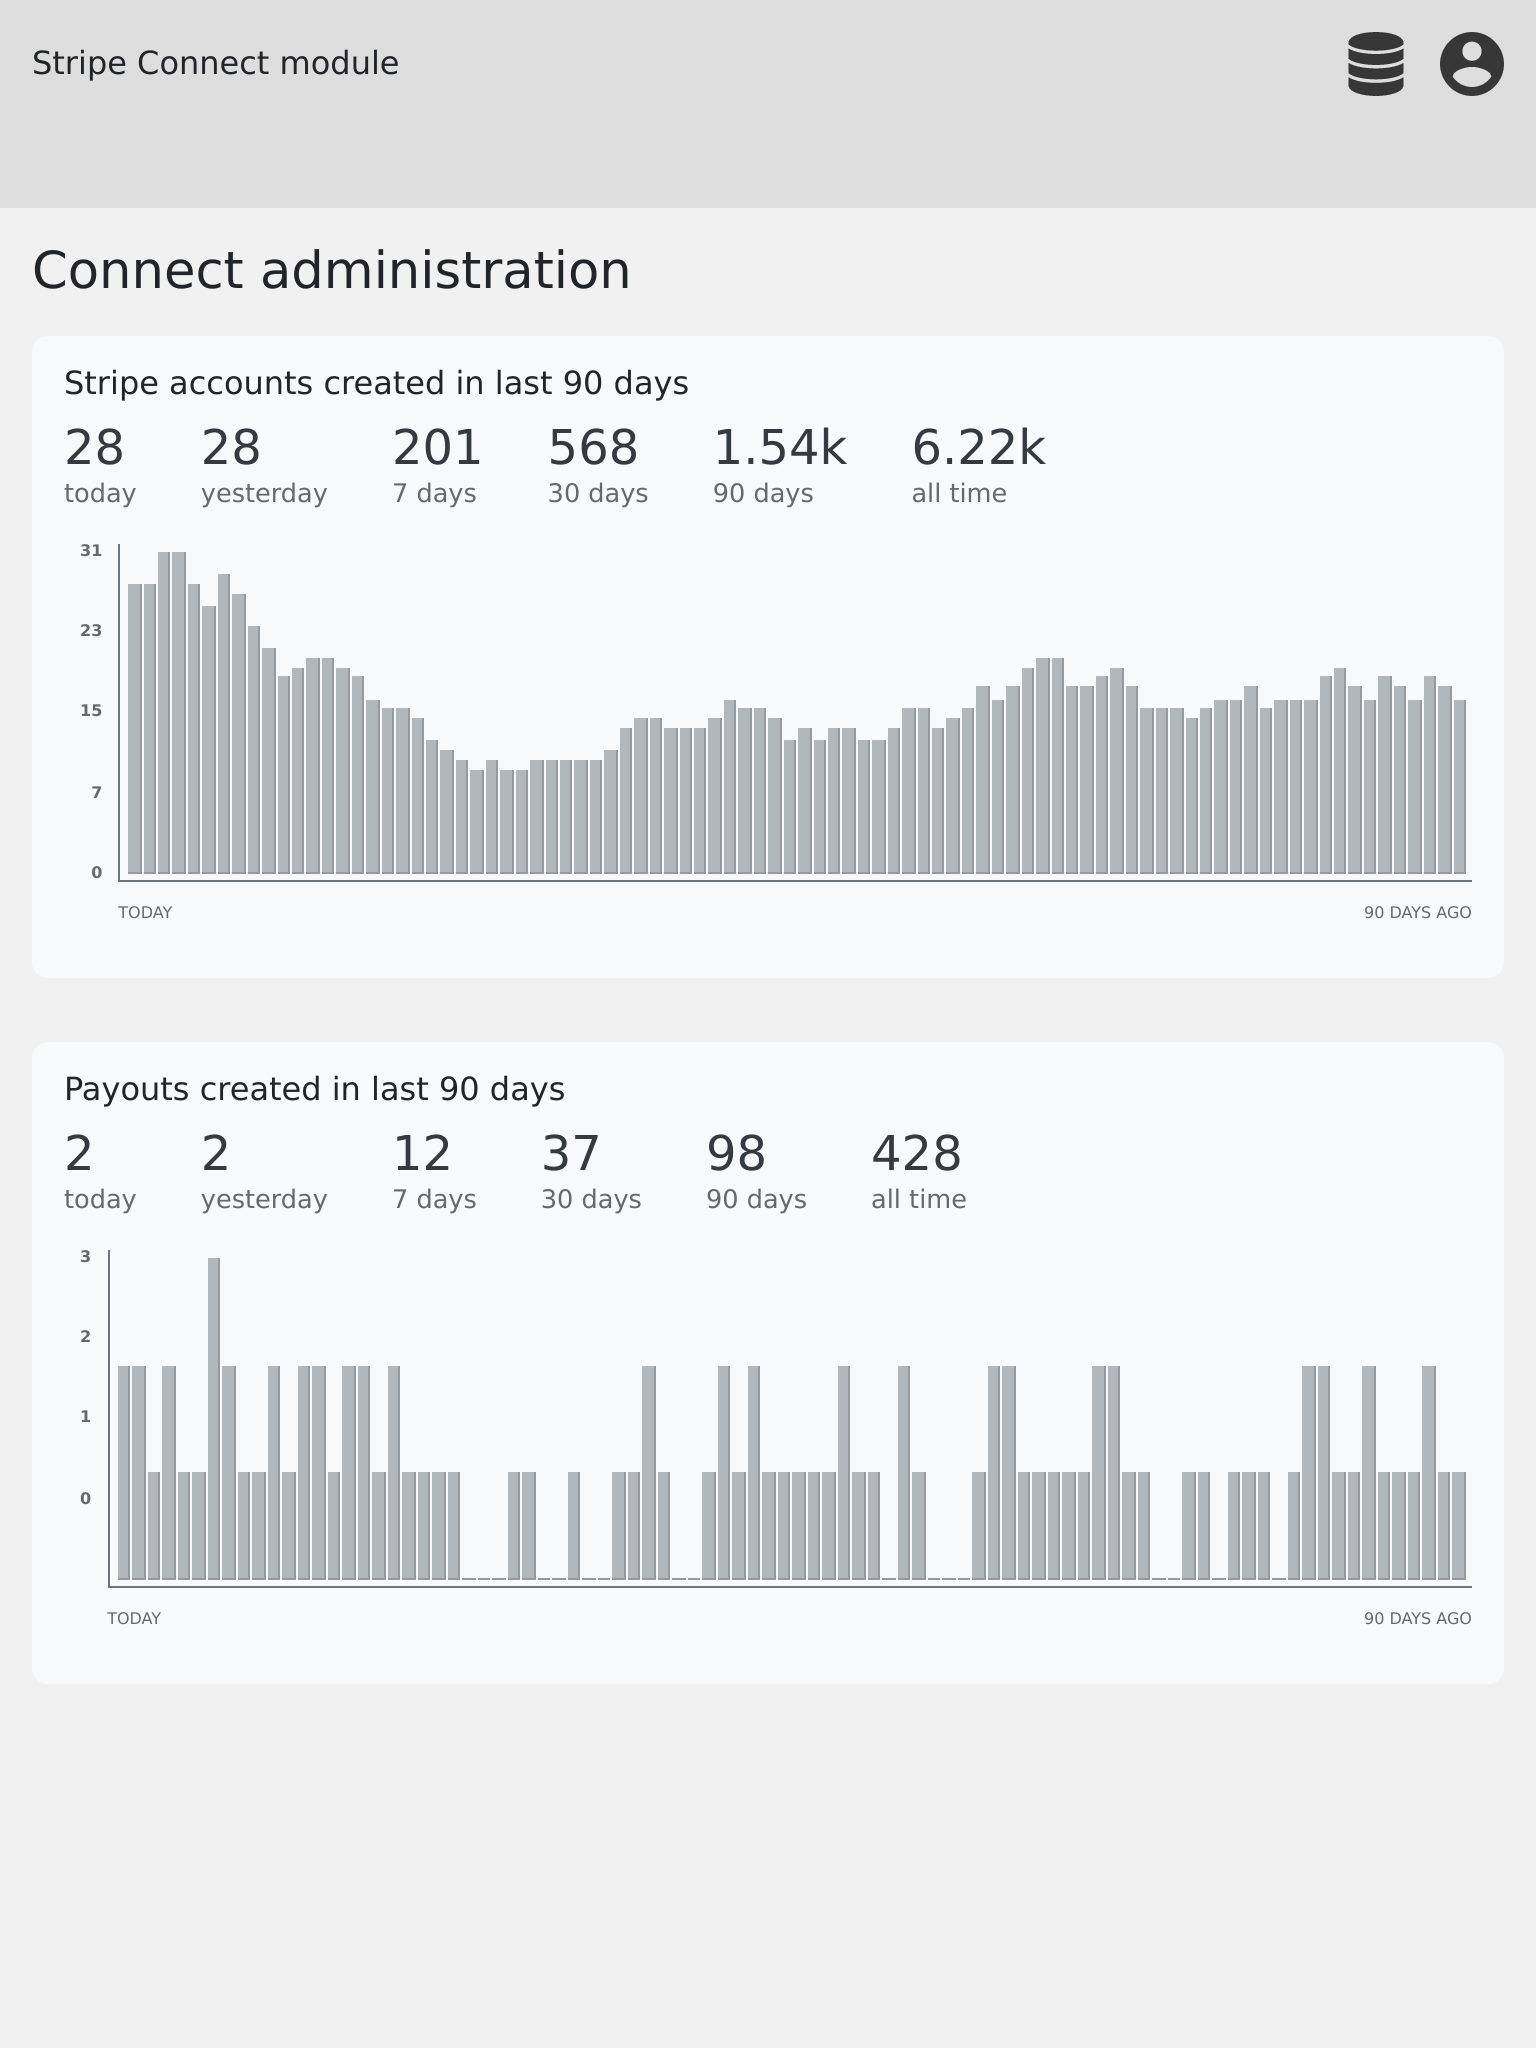 Stripe Connect module
Connect administration
Stripe accounts created in last 90 days
28 28 201 568 1.54k 6.22k
today yesterday 7 days 30 days 90 days all time
31
23
15
7
0
TODAY 90 DAYS AGO
Payouts created in last 90 days
2 2 12 37 98 428
today yesterday 7 days 30 days 90 days all time
3
2
1
0
TODAY 90 DAYS AGO